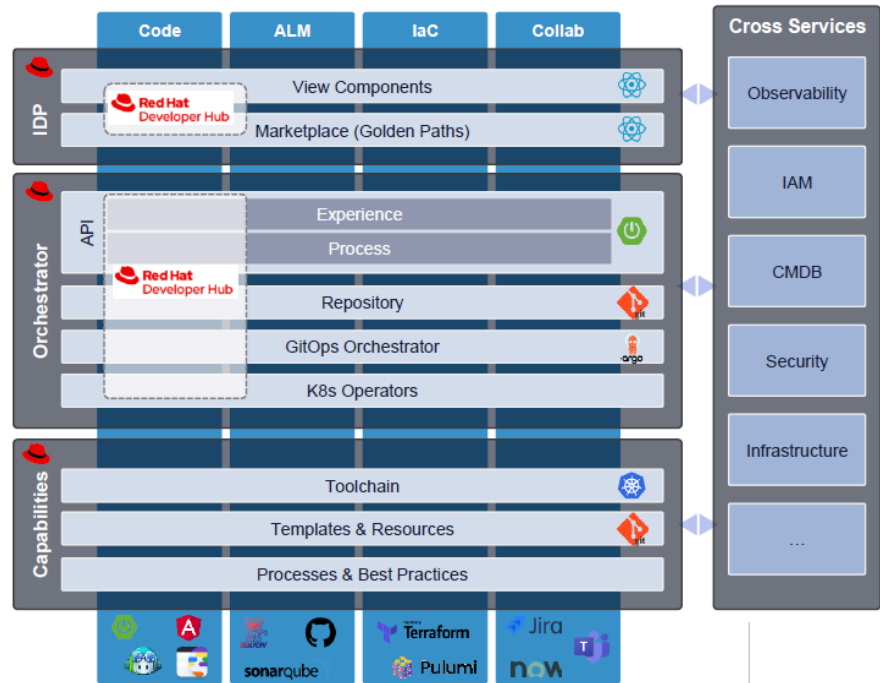 Code
ALM
IaC
Collab
Cross Services
IDP
View Components
Red Hat
Developer Hub
Marketplace (Golden Paths)
Observability
IAM
Orchestrator
API
Experience
Process
Red Hat
Developer Hub
Repository
git
GitOps Orchestrator
argo
K8s Operators
CMDB
Security
Infrastructure
...
Capabilities
Toolchain
Templates & Resources
git
Processes & Best Practices
sonarqube
Terraform
Pulumi
Jira
T
now